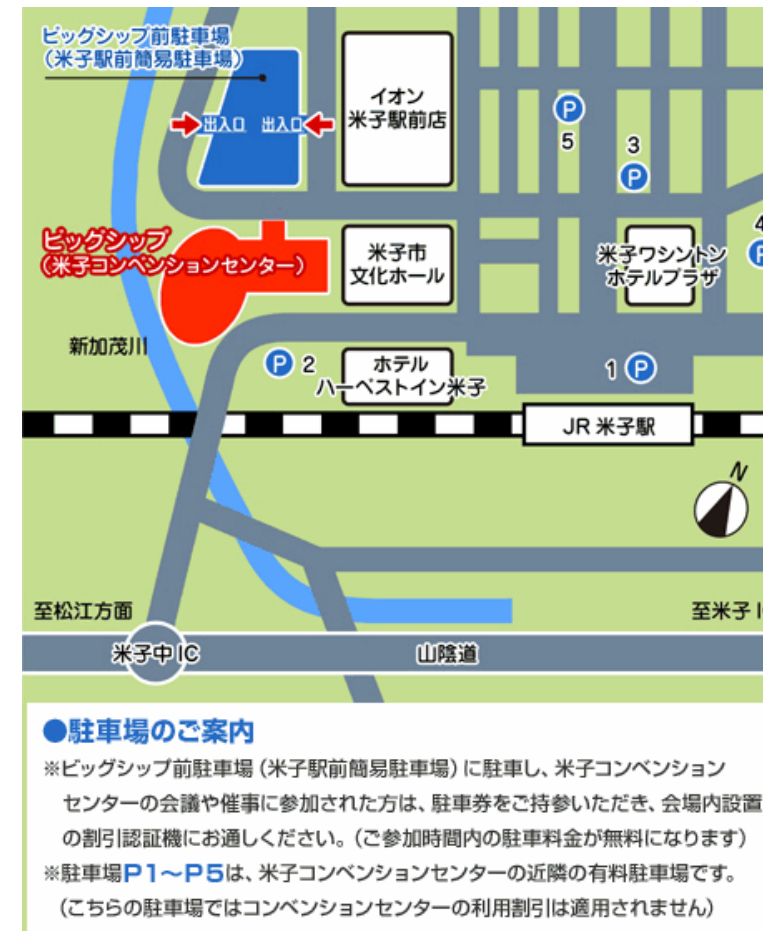 ビッグシップ前駐車場
（米子駅前簡易駐車場）
出入口
出入口
イオン
米子駅前店
P
5
3
P
4
P
ビッグシップ
（米子コンベンションセンター）
米子市
文化ホール
米子ワシントン
ホテルプラザ
新加茂川
P 2
ホテル
ハーベストイン米子
1 P
JR 米子駅
N
至松江方面
至米子 I
米子中IC
山陰道
●駐車場のご案内
※ビッグシップ前駐車場（米子駅前簡易駐車場）に駐車し、米子コンベンション
センターの会議や催事に参加された方は、駐車券をご持参いただき、会場内設置
の割引認証機にお通しください。（ご参加時間内の駐車料金が無料になります）
※駐車場P1～P5は、米子コンベンションセンターの近隣の有料駐車場です。
（こちらの駐車場ではコンベンションセンターの利用割引は適用されません）